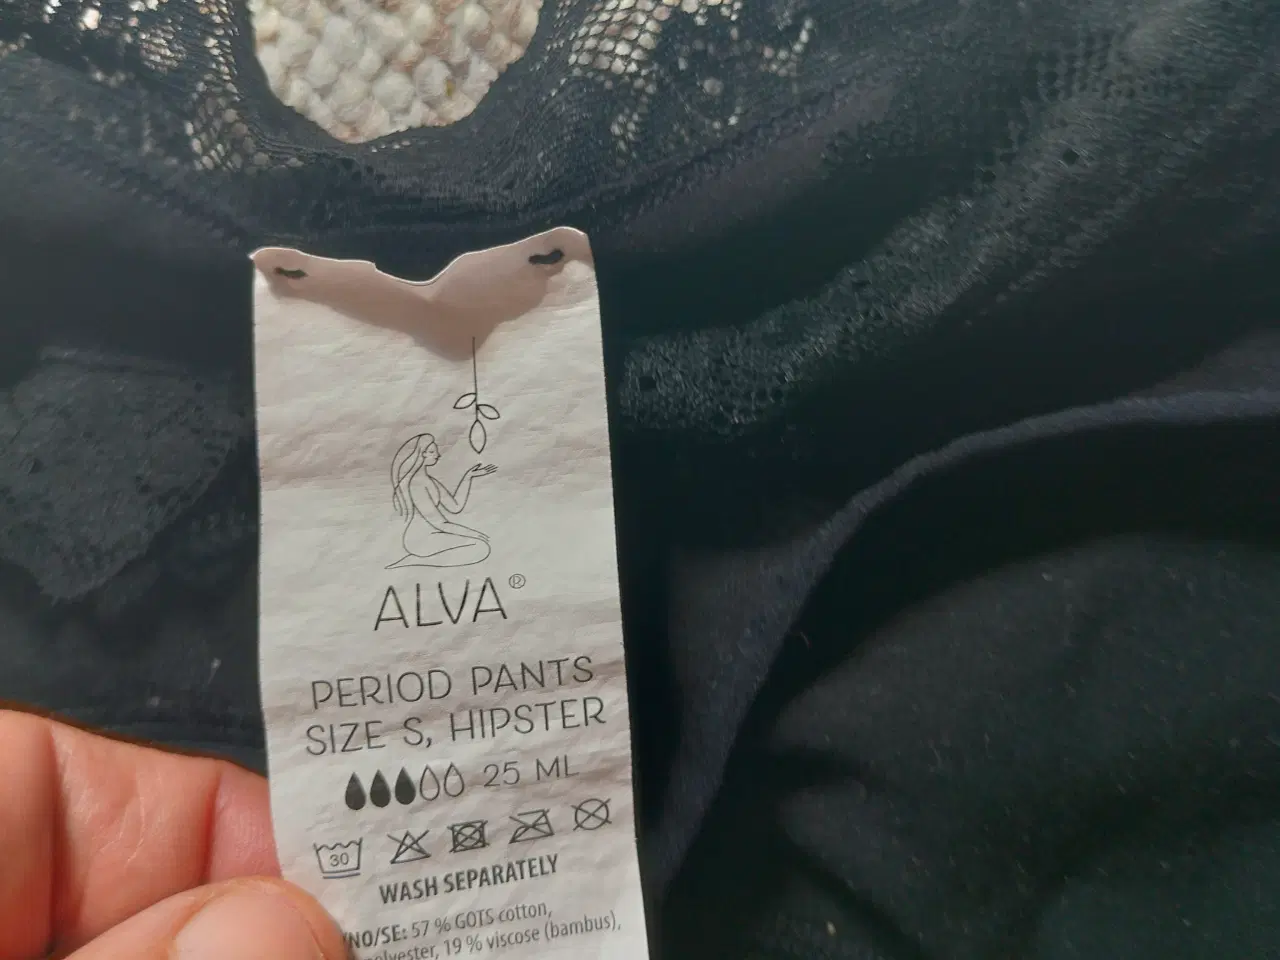 ALVA®
PERIOD PANTS
SIZE S, HIPSTER
25 ML
30
WASH SEPARATELY
NO/SE: 57 % GOTS cotton,
19 % viscose (bambus),